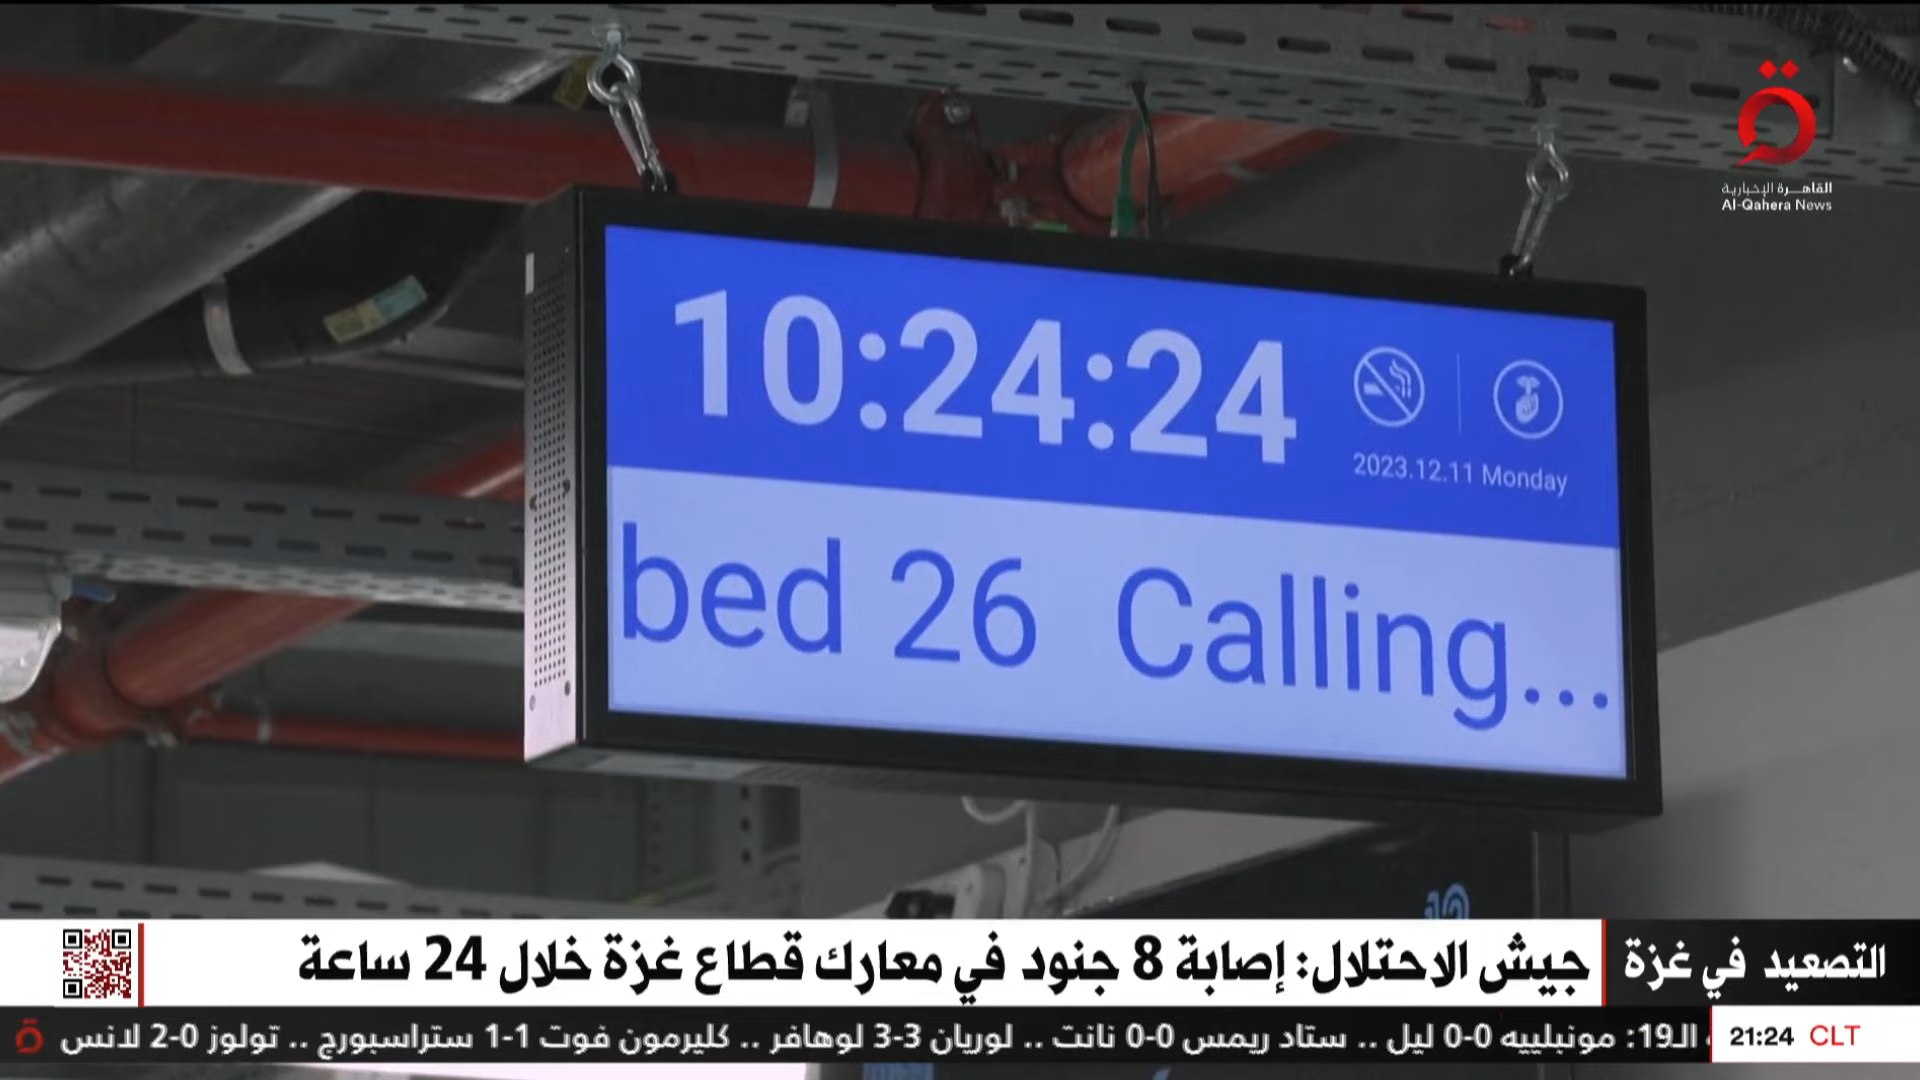 القاهرة الإخبارية
Al-Qahera News
10:24:24
2023.12.11 Monday
bed 26 Calling...
التصعيد في غزة
جيش الاحتلال: إصابة 8 جنود في معارك قطاع غزة خلال 24 ساعة
21:24 CLT
الـ19: مونبلييه 0-0 ليل .. ستاد ريمس 0-0 نانت .. لوريان 3-3 لوهافر .. كليرمون فوت 1-1 ستراسبورج .. تولوز 0-2 لانس